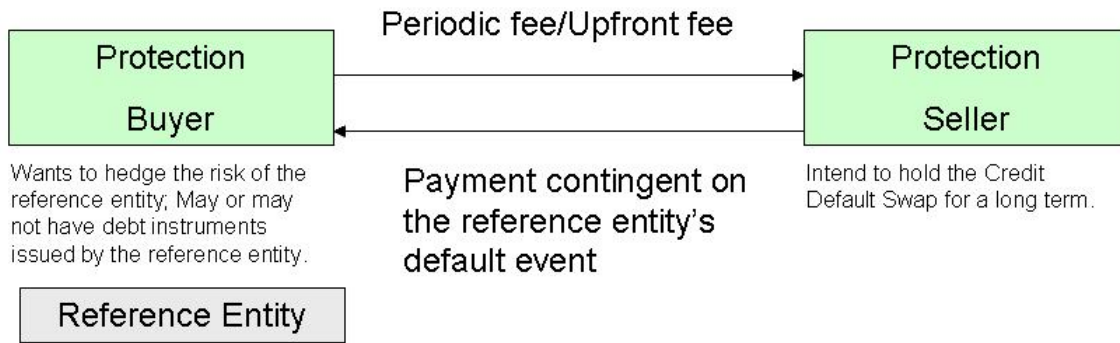 Periodic fee/Upfront fee
Protection
Buyer
Protection
Seller
Wants to hedge the risk of the
reference entity; May or may
not have debt instruments
issued by the reference entity.
Payment contingent on
the reference entity's
default event
Intend to hold the Credit
Default Swap for a long term.
Reference Entity